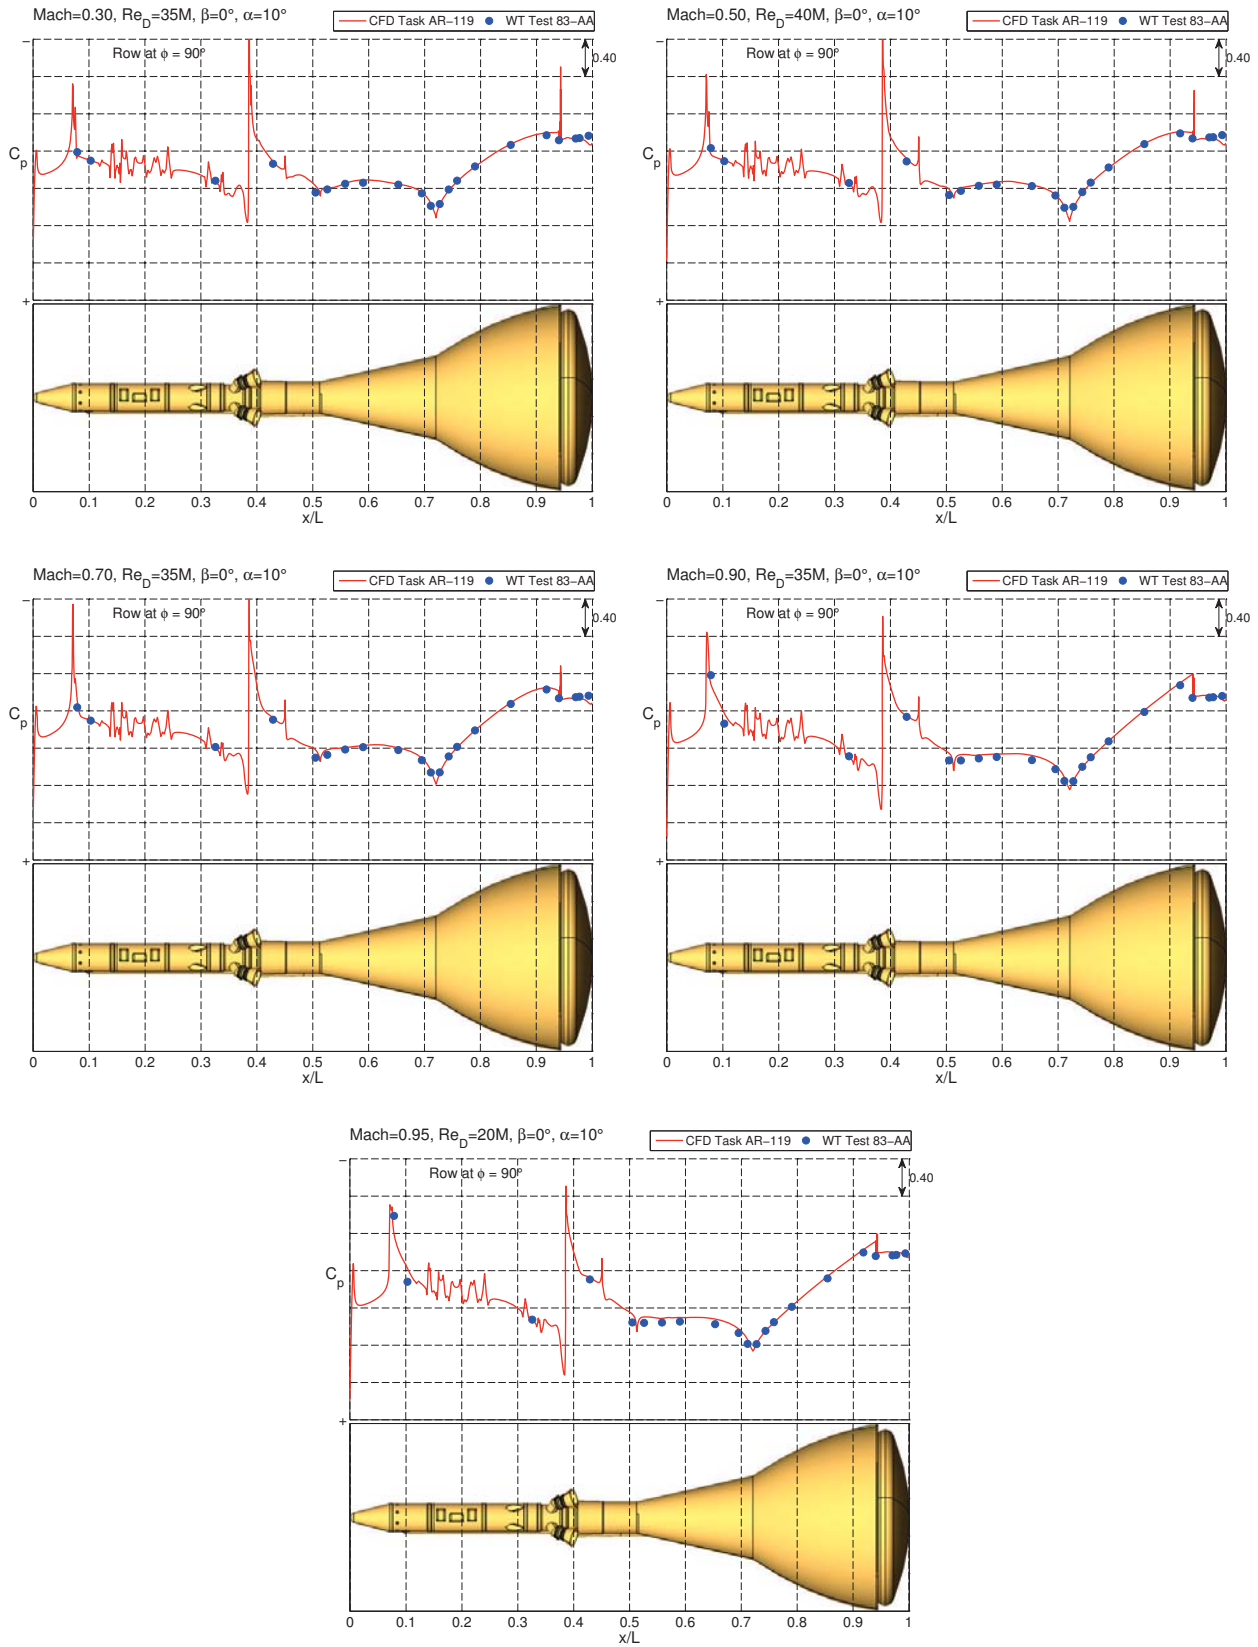 Mach=0.30, Re_D=35M, β=0°, α=10°
CFD Task AR−119 WT Test 83−AA
−
Row at ϕ = 90°
0.40
C_p
+
0 0.1 0.2 0.3 0.4 0.5 0.6 0.7 0.8 0.9 1
x/L
Mach=0.50, Re_D=40M, β=0°, α=10°
CFD Task AR−119 WT Test 83−AA
−
Row at ϕ = 90°
0.40
C_p
+
0 0.1 0.2 0.3 0.4 0.5 0.6 0.7 0.8 0.9 1
x/L
Mach=0.70, Re_D=35M, β=0°, α=10°
CFD Task AR−119 WT Test 83−AA
−
Row at ϕ = 90°
0.40
C_p
+
0 0.1 0.2 0.3 0.4 0.5 0.6 0.7 0.8 0.9 1
x/L
Mach=0.90, Re_D=35M, β=0°, α=10°
CFD Task AR−119 WT Test 83−AA
−
Row at ϕ = 90°
0.40
C_p
+
0 0.1 0.2 0.3 0.4 0.5 0.6 0.7 0.8 0.9 1
x/L
Mach=0.95, Re_D=20M, β=0°, α=10°
CFD Task AR−119 WT Test 83−AA
−
Row at ϕ = 90°
0.40
C_p
+
0 0.1 0.2 0.3 0.4 0.5 0.6 0.7 0.8 0.9 1
x/L